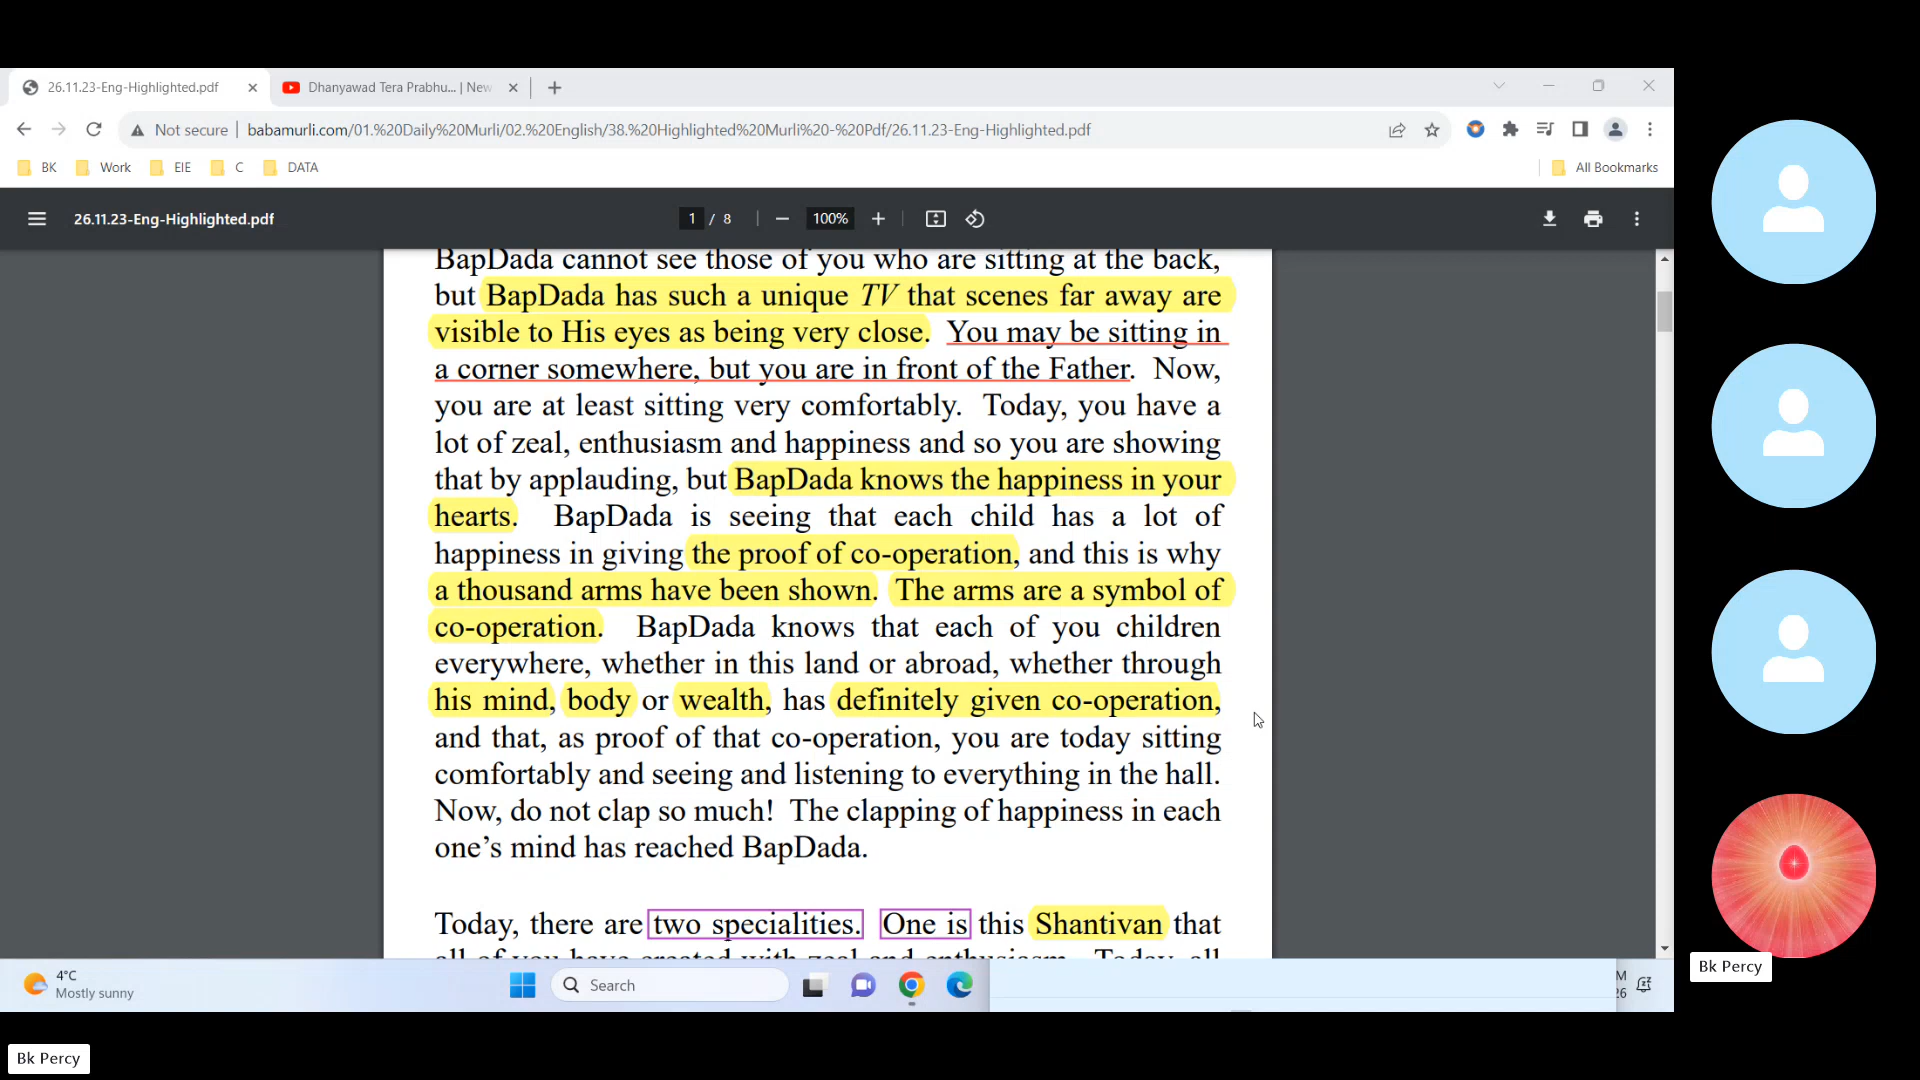 26.11.23-Eng-Highlighted.pdf
Dhanyawad Tera Prabhu... | New
Not secure | babamurli.com/01.%20Daily%20Murli/02.%20English/38.%20Highlighted%20Murli%20-%20Pdf/26.11.23-Eng-Highlighted.pdf
BK Work EIE C DATA All Bookmarks
26.11.23-Eng-Highlighted.pdf 1 / 8 100%
BapDada cannot see those of you who are sitting at the back,
but BapDada has such a unique TV that scenes far away are
visible to His eyes as being very close. You may be sitting in
a corner somewhere, but you are in front of the Father. Now,
you are at least sitting very comfortably. Today, you have a
lot of zeal, enthusiasm and happiness and so you are showing
that by applauding, but BapDada knows the happiness in your
hearts. BapDada is seeing that each child has a lot of
happiness in giving the proof of co-operation, and this is why
a thousand arms have been shown. The arms are a symbol of
co-operation. BapDada knows that each of you children
everywhere, whether in this land or abroad, whether through
his mind, body or wealth, has definitely given co-operation,
and that, as proof of that co-operation, you are today sitting
comfortably and seeing and listening to everything in the hall.
Now, do not clap so much! The clapping of happiness in each
one's mind has reached BapDada.
Today, there are two specialities. One is this Shantivan that
all of you have created with zeal and enthusiasm. Today, all
Bk Percy
4°C
Mostly sunny
Search
M
26
Bk Percy